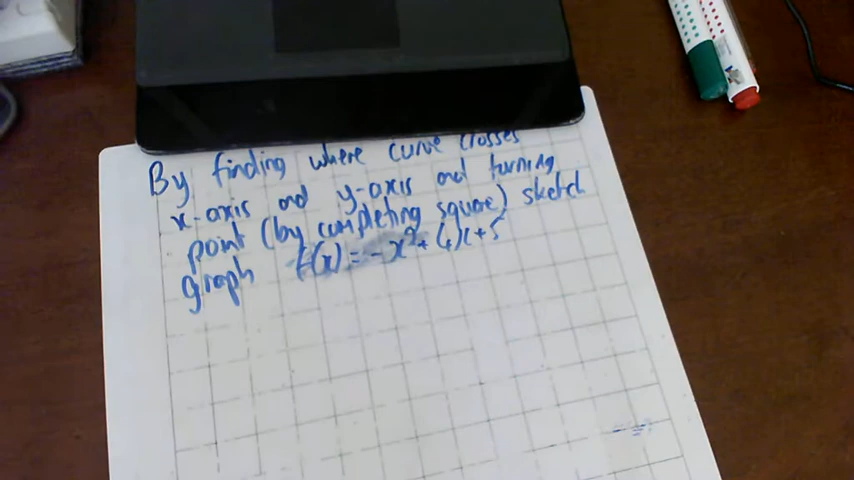 By finding where curve crosses
x-axis and y-axis and turning
point (by completing square) sketch
graph f(x) = -x² + 4x + 5